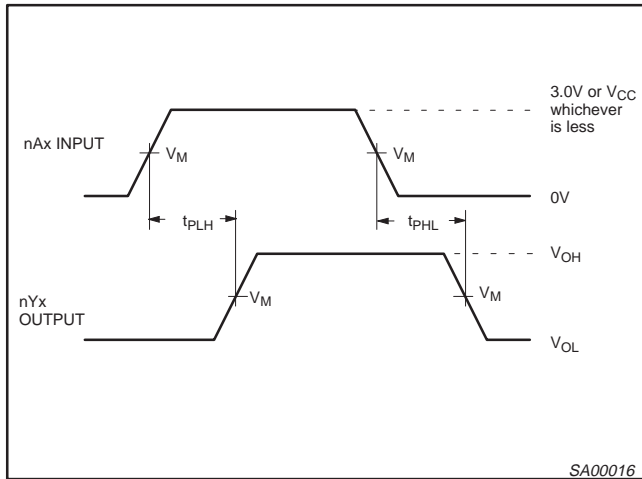 3.0V or VCC
whichever
is less
nAx INPUT
VM
VM
0V
tPLH
tPHL
VOH
nYx
OUTPUT
VM
VM
VOL
SA00016